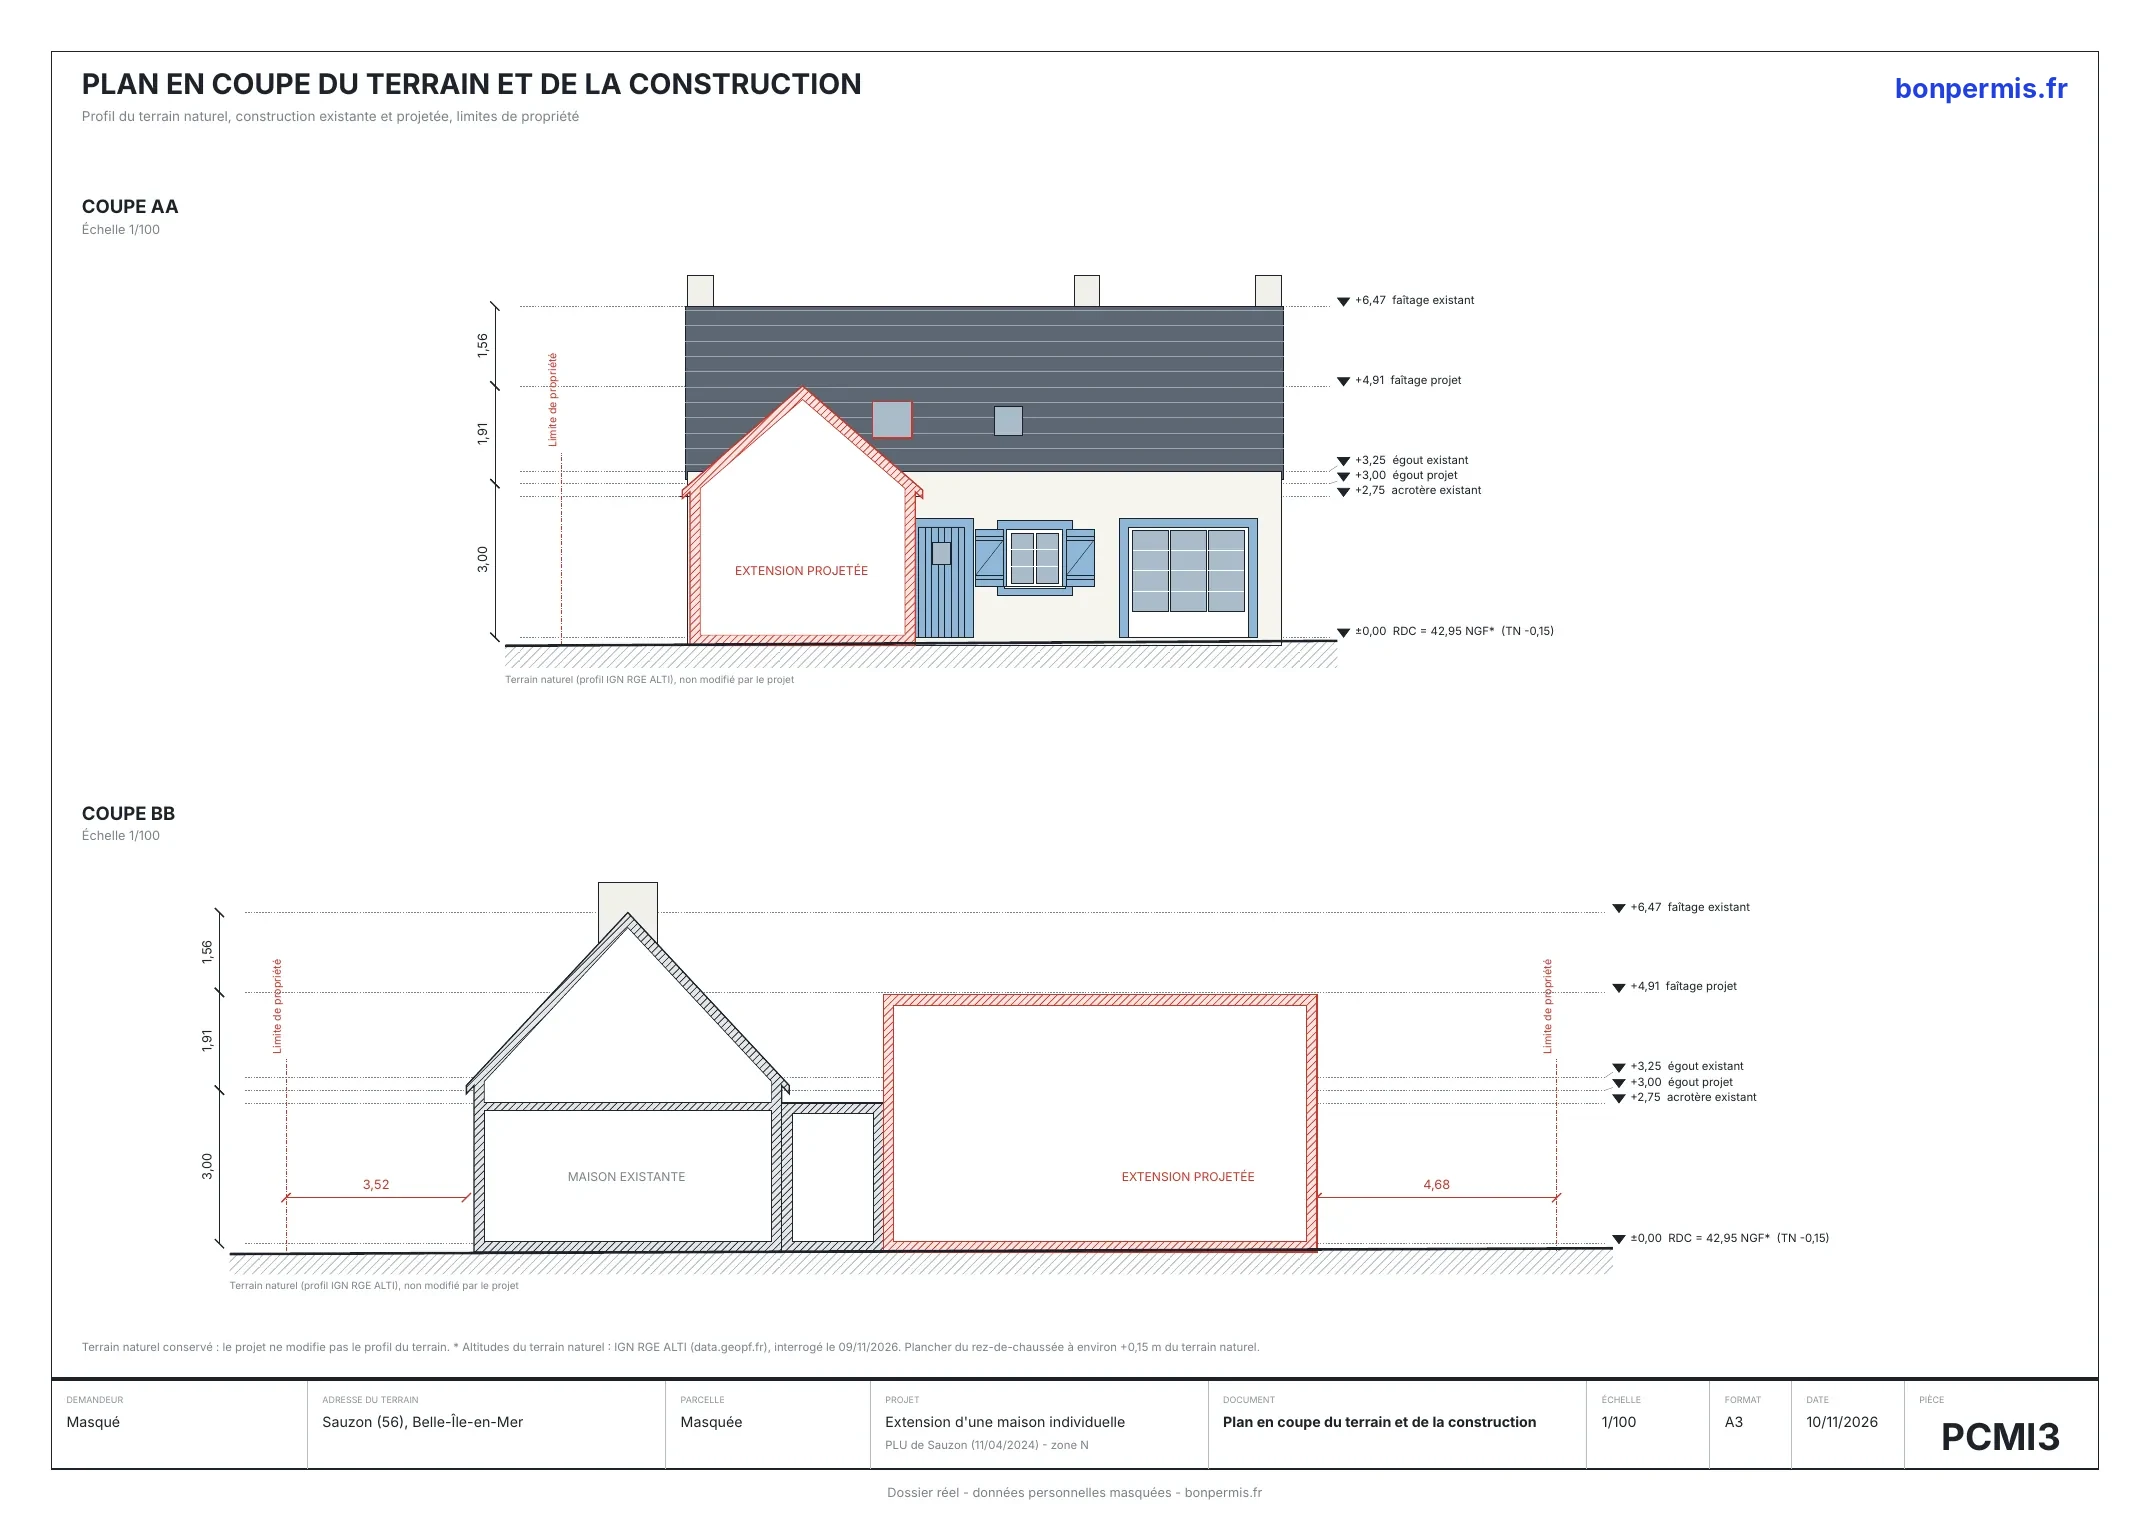 PLAN EN COUPE DU TERRAIN ET DE LA CONSTRUCTION
bonpermis.fr
Profil du terrain naturel, construction existante et projetée, limites de propriété
COUPE AA
Échelle 1/100
+6,47 faîtage existant
1,56
Limite de propriété
+4,91 faîtage projet
1,91
+3,25 égout existant
+3,00 égout projet
+2,75 acrotère existant
3,00
EXTENSION PROJETÉE
±0,00 RDC = 42,95 NGF* (TN -0,15)
Terrain naturel (profil IGN RGE ALTI), non modifié par le projet
COUPE BB
Échelle 1/100
+6,47 faîtage existant
1,56
Limite de propriété
Limite de propriété
+4,91 faîtage projet
1,91
+3,25 égout existant
+3,00 égout projet
+2,75 acrotère existant
3,00
MAISON EXISTANTE
EXTENSION PROJETÉE
3,52
4,68
±0,00 RDC = 42,95 NGF* (TN -0,15)
Terrain naturel (profil IGN RGE ALTI), non modifié par le projet
Terrain naturel conservé : le projet ne modifie pas le profil du terrain. * Altitudes du terrain naturel : IGN RGE ALTI (data.geopf.fr), interrogé le 09/11/2026. Plancher du rez-de-chaussée à environ +0,15 m du terrain naturel.
DEMANDEUR
Masqué
ADRESSE DU TERRAIN
Sauzon (56), Belle-Île-en-Mer
PARCELLE
Masquée
PROJET
Extension d'une maison individuelle
PLU de Sauzon (11/04/2024) - zone N
DOCUMENT
Plan en coupe du terrain et de la construction
ÉCHELLE
1/100
FORMAT
A3
DATE
10/11/2026
PIÈCE
PCMI3
Dossier réel - données personnelles masquées - bonpermis.fr